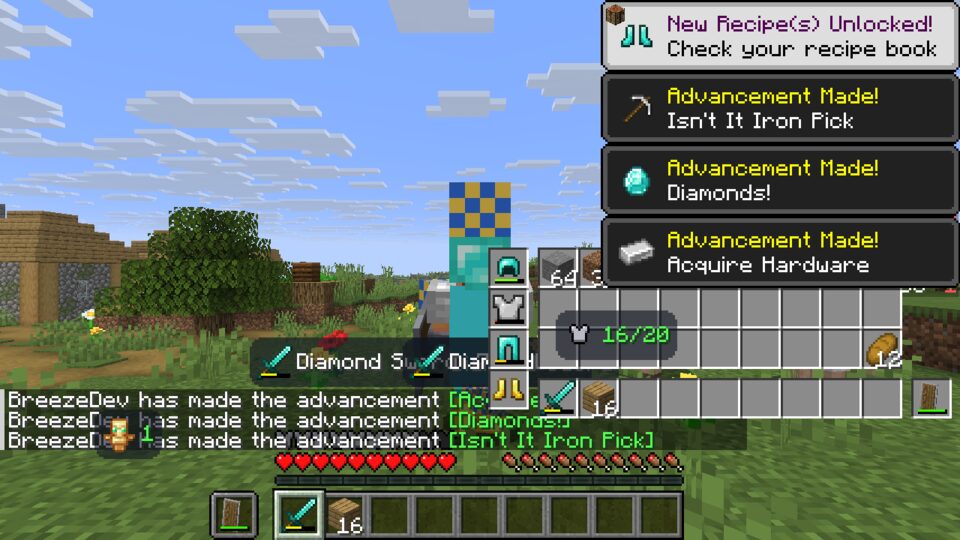 New Recipe(s) Unlocked!
Check your recipe book
Advancement Made!
Isn't It Iron Pick
Advancement Made!
Diamonds!
Advancement Made!
Acquire Hardware
64
16/20
12
Diamond
16
BreezeDev has made the advancement
BreezeDev has made the advancement [Diamonds!]
has made the advancement [Isn't It Iron Pick]
1
16